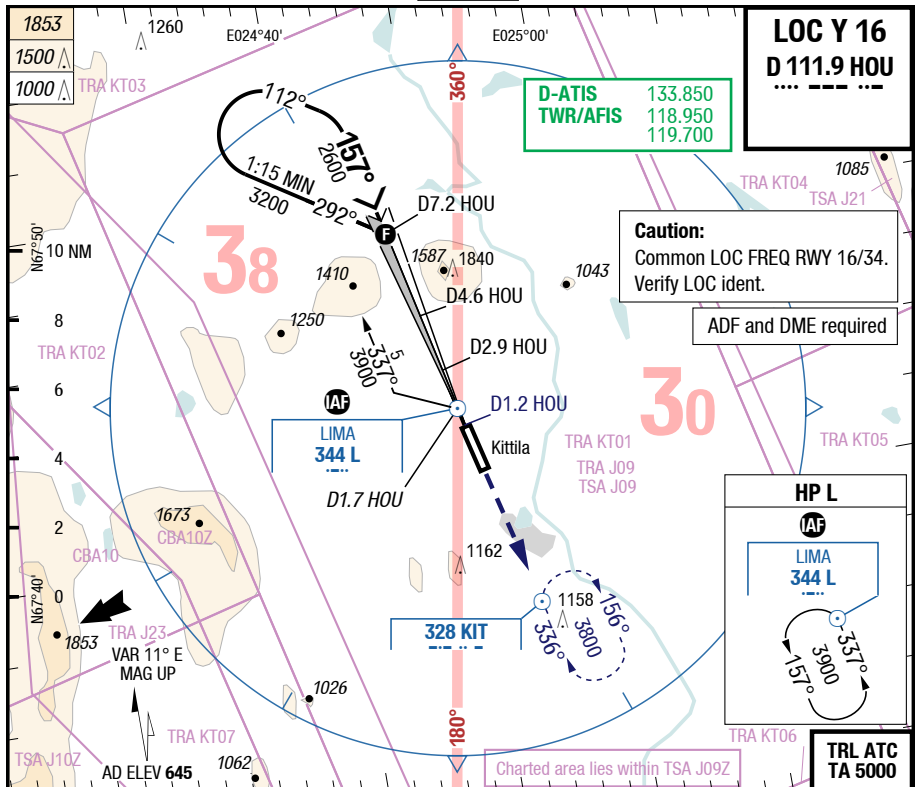 1853
1500
1000
1260
E024°40'
E025°00'
LOC Y 16
D 111.9 HOU
TRA KT03
360°
D-ATIS 133.850
TWR/AFIS 118.950
119.700
112°
157°
2600
1:15 MIN
3200
292°
1085
TRA KT04
TSA J21
D7.2 HOU
F
Caution:
Common LOC FREQ RWY 16/34.
Verify LOC ident.
N67°50'
10 NM
38
1587
1840
1410
1043
D4.6 HOU
ADF and DME required
8
1250
TRA KT02
5
337°
3900
D2.9 HOU
6
IAF
D1.2 HOU
30
LIMA
344 L
Kittila
TRA KT01
TRA KT05
4
TRA J09
TSA J09
D1.7 HOU
HP L
IAF
1673
CBA10Z
2
CBA10
LIMA
344 L
1162
N67°40'
0
1158
156°
3800
336°
328 KIT
337°
3900
157°
1853
TRA J23
VAR 11° E
MAG UP
1026
180°
TRA KT07
TRA KT06
TSA J10Z
1062
AD ELEV 645
Charted area lies within TSA J09Z
TRL ATC
TA 5000